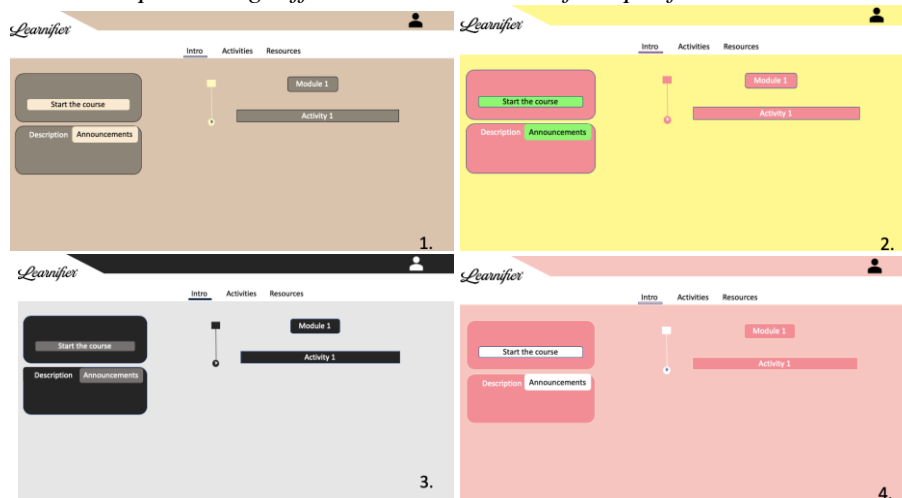 Learnifier
Intro Activities Resources
Module 1
Start the course
Activity 1
Description Announcements
1.
Learnifier
Intro Activities Resources
Module 1
Start the course
Activity 1
Description Announcements
2.
Learnifier
Intro Activities Resources
Module 1
Start the course
Activity 1
Description Announcements
3.
Learnifier
Intro Activities Resources
Module 1
Start the course
Activity 1
Description Announcements
4.